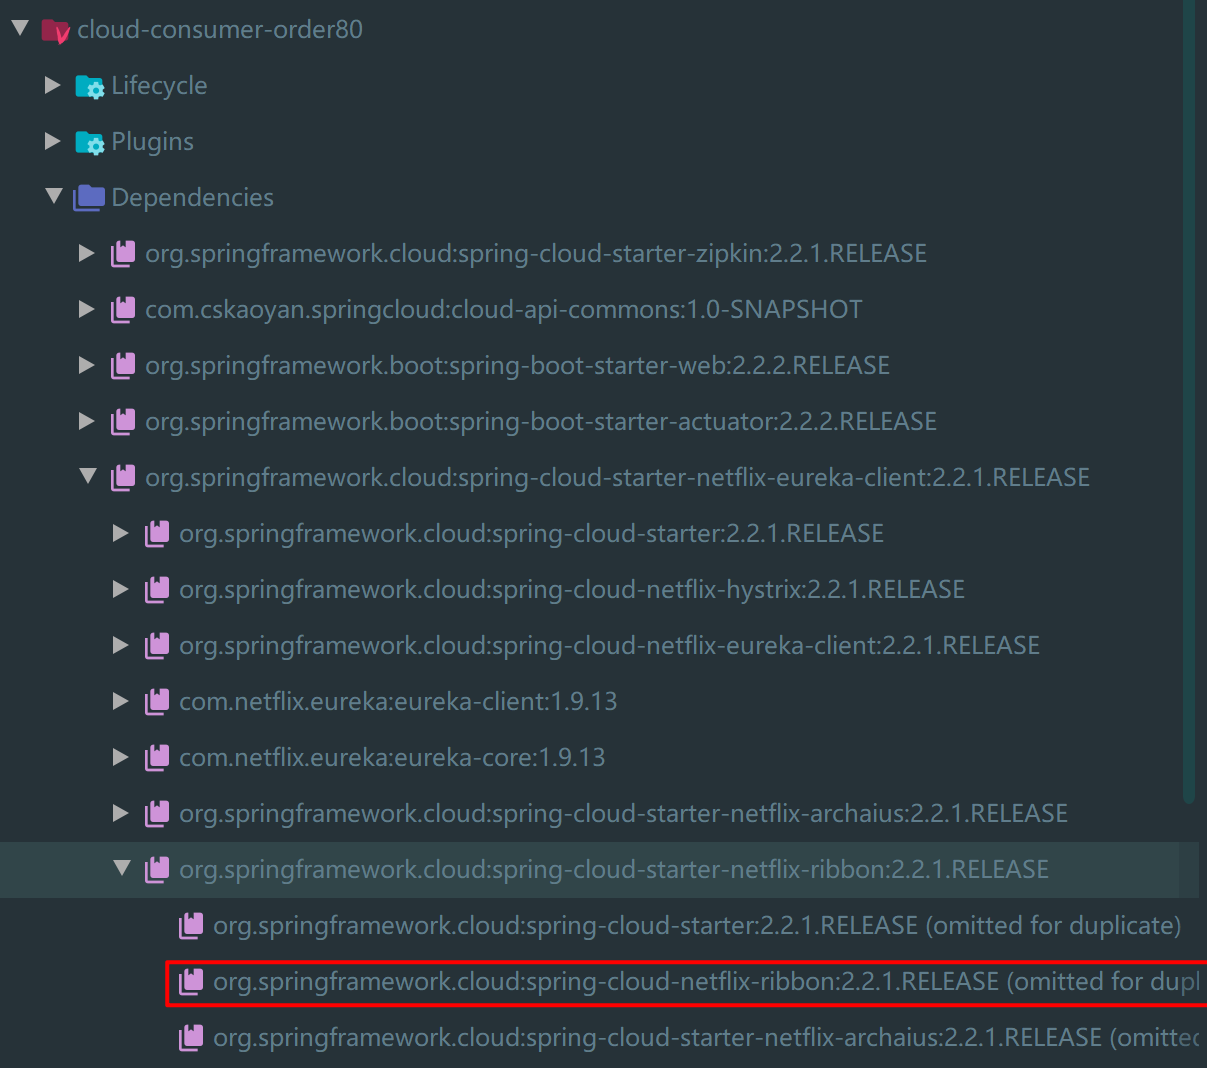 cloud-consumer-order80
Lifecycle
Plugins
Dependencies
org.springframework.cloud:spring-cloud-starter-zipkin:2.2.1.RELEASE
com.cskaoyan.springcloud:cloud-api-commons:1.0-SNAPSHOT
org.springframework.boot:spring-boot-starter-web:2.2.2.RELEASE
org.springframework.boot:spring-boot-starter-actuator:2.2.2.RELEASE
org.springframework.cloud:spring-cloud-starter-netflix-eureka-client:2.2.1.RELEASE
org.springframework.cloud:spring-cloud-starter:2.2.1.RELEASE
org.springframework.cloud:spring-cloud-netflix-hystrix:2.2.1.RELEASE
org.springframework.cloud:spring-cloud-netflix-eureka-client:2.2.1.RELEASE
com.netflix.eureka:eureka-client:1.9.13
com.netflix.eureka:eureka-core:1.9.13
org.springframework.cloud:spring-cloud-starter-netflix-archaius:2.2.1.RELEASE
org.springframework.cloud:spring-cloud-starter-netflix-ribbon:2.2.1.RELEASE
org.springframework.cloud:spring-cloud-starter:2.2.1.RELEASE (omitted for duplicate)
org.springframework.cloud:spring-cloud-netflix-ribbon:2.2.1.RELEASE (omitted for dupl
org.springframework.cloud:spring-cloud-starter-netflix-archaius:2.2.1.RELEASE (omitted